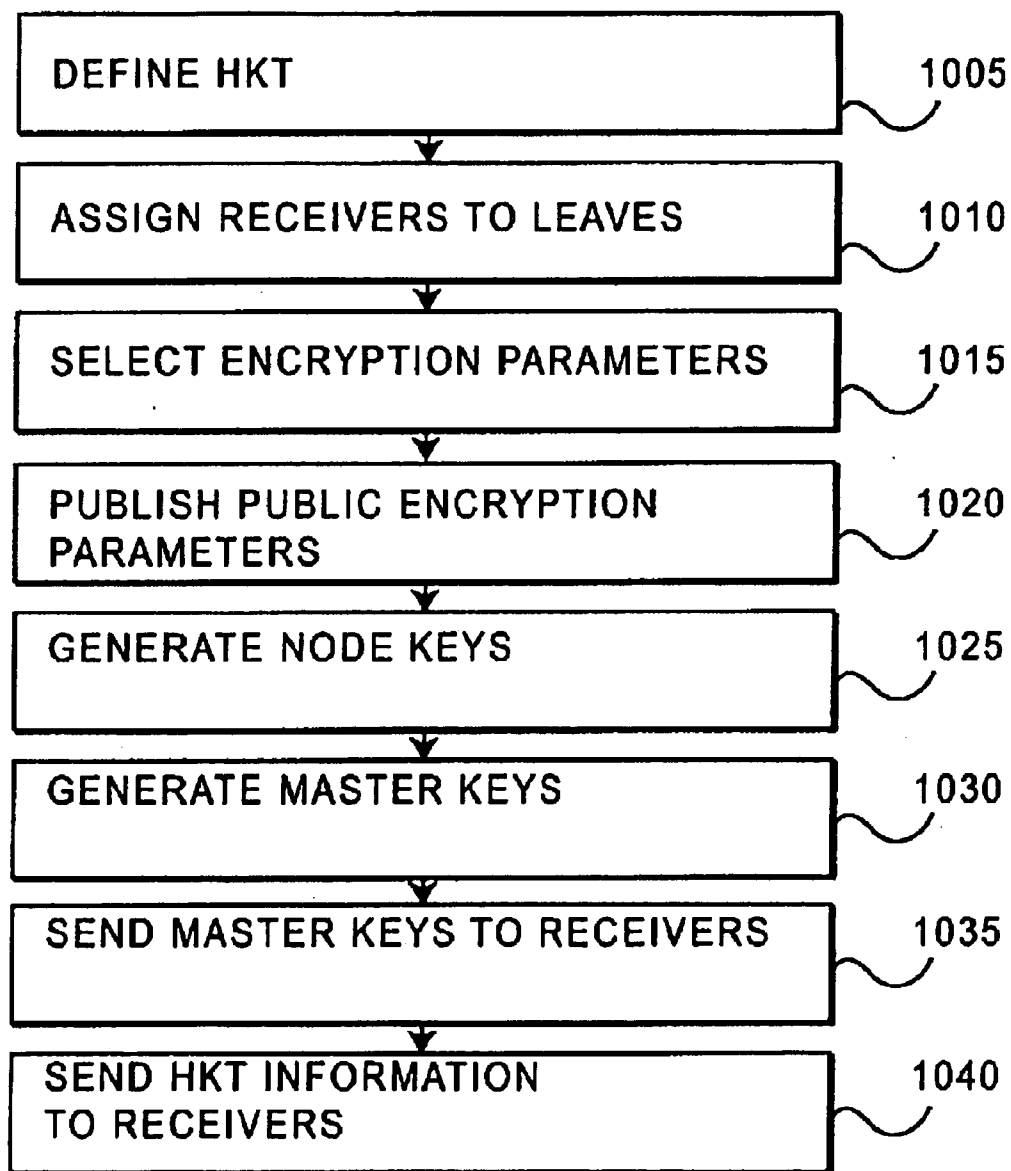 DEFINE HKT
1005
ASSIGN RECEIVERS TO LEAVES
1010
SELECT ENCRYPTION PARAMETERS
1015
PUBLISH PUBLIC ENCRYPTION
PARAMETERS
1020
GENERATE NODE KEYS
1025
GENERATE MASTER KEYS
1030
SEND MASTER KEYS TO RECEIVERS
1035
SEND HKT INFORMATION
TO RECEIVERS
1040